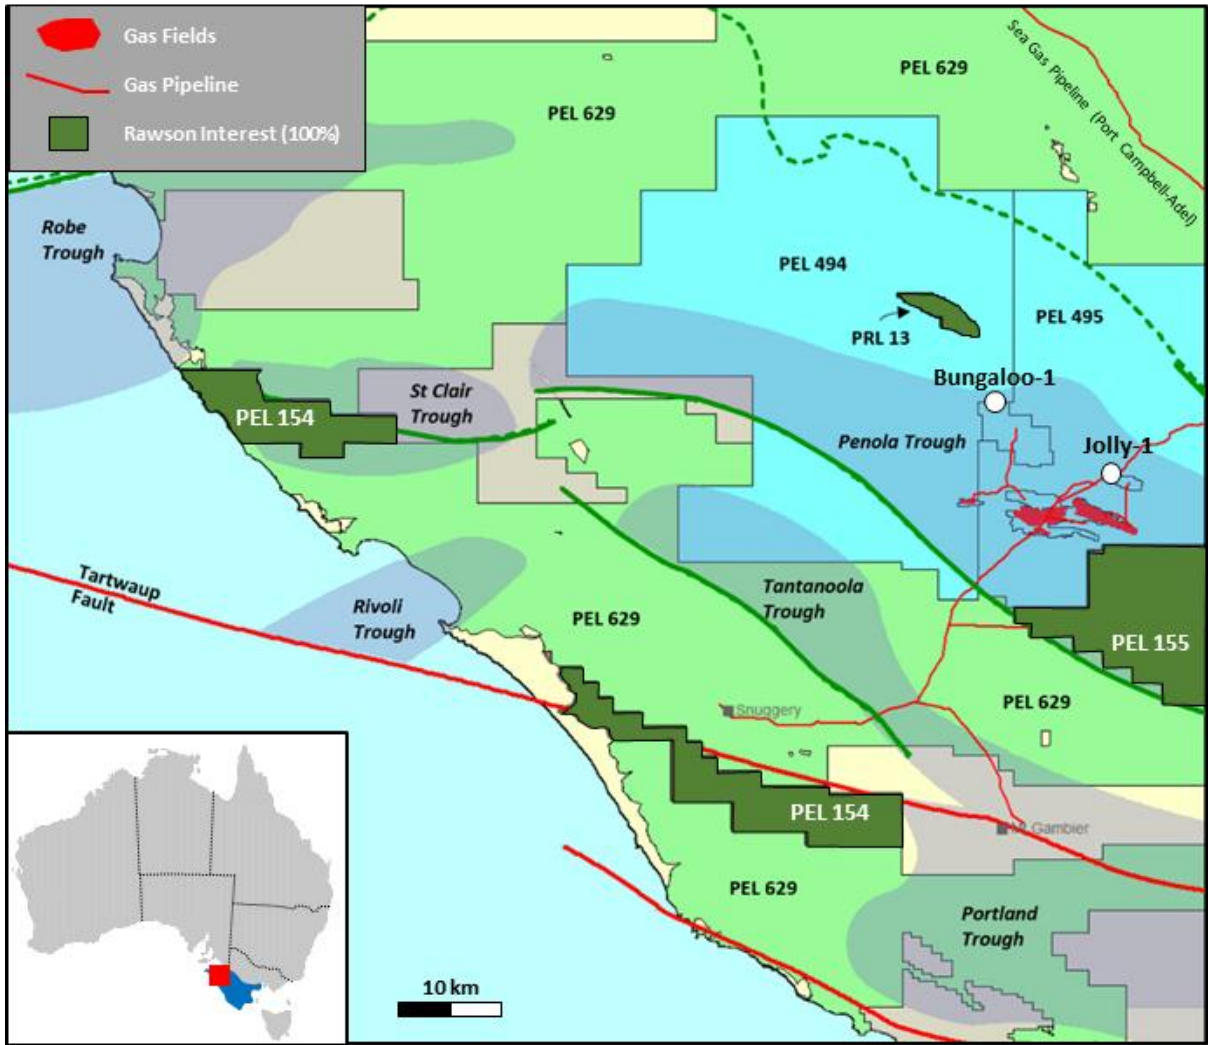 Gas Fields
Gas Pipeline
Rawson Interest (100%)
PEL 629
PEL 629
Sea Gas Pipeline (Port Campbell-Adel)
Robe
Trough
PEL 494
PEL 495
PRL 13
Bungaloo-1
St Clair
Trough
PEL 154
Penola Trough
Jolly-1
Tartwaup
Fault
Rivoli
Trough
PEL 629
Tantanoola
Trough
PEL 155
PEL 629
Snuggery
PEL 154
Mt Gambier
PEL 629
Portland
Trough
10 km